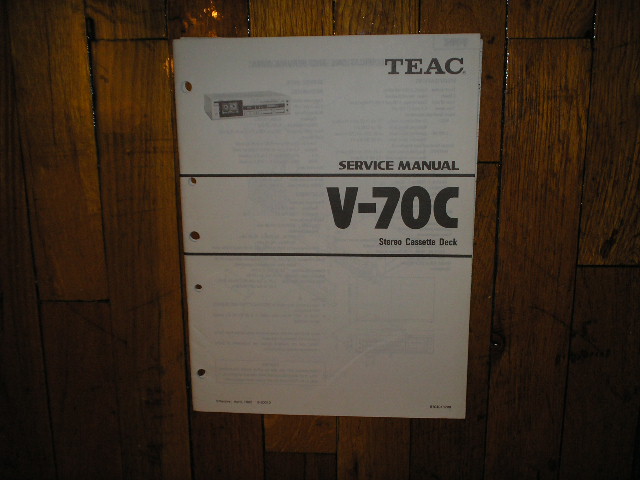 TEAC
SERVICE MANUAL
V-70C
Stereo Cassette Deck